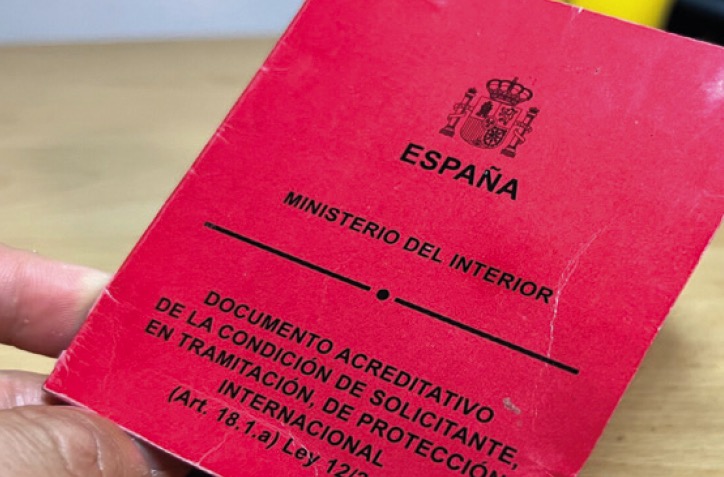 ESPAÑA
MINISTERIO DEL INTERIOR
DOCUMENTO ACREDITATIVO
DE LA CONDICIÓN DE SOLICITANTE,
EN TRAMITACIÓN, DE PROTECCIÓN
INTERNACIONAL
(Art. 18.1.a) Ley